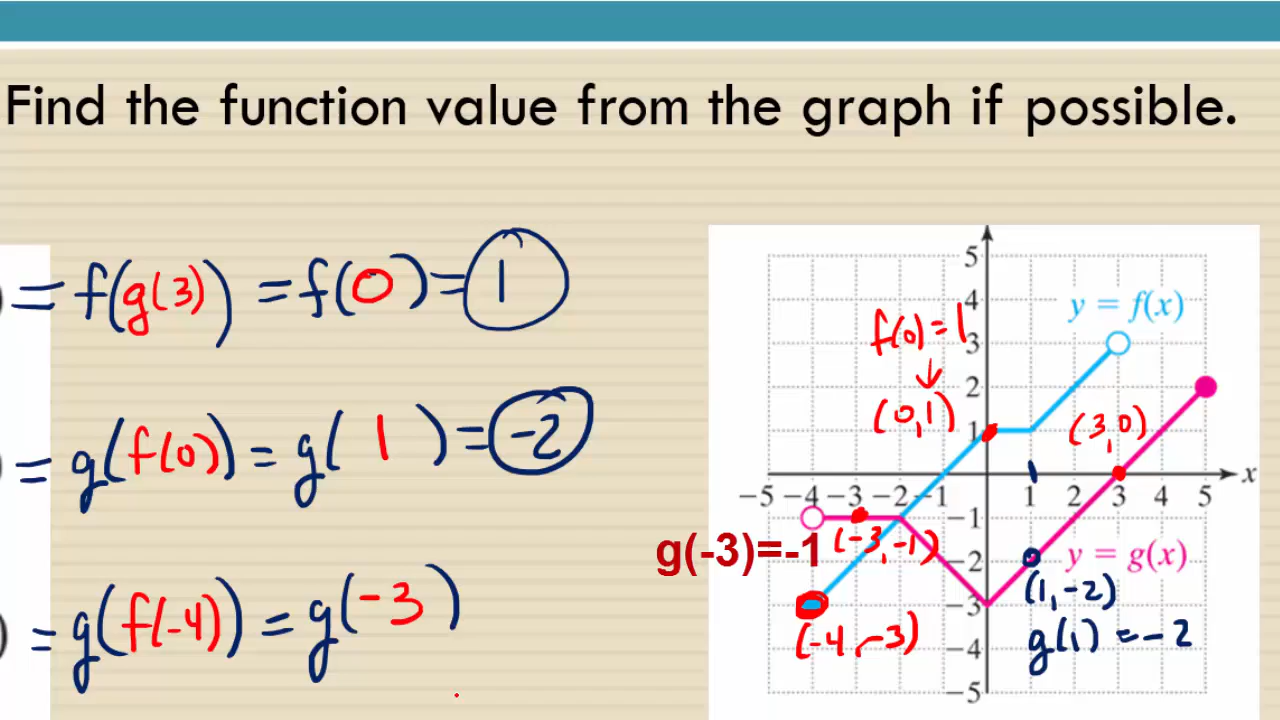 Find the function value from the graph if possible.
) = f(g(3)) = f(0) = 1
) = g(f(0)) = g(1) = -2
) = g(f(-4)) = g(-3)
y = f(x)
f(0) = 1
(0,1)
(3,0)
g(-3)=-1
(-3,-1)
y = g(x)
(1,-2)
g(1) = -2
(-4,-3)
5
4
3
2
1
-5 -4 -3 -2 -1 1 2 3 4 5 x
1
-1
-2
-3
-4
-5